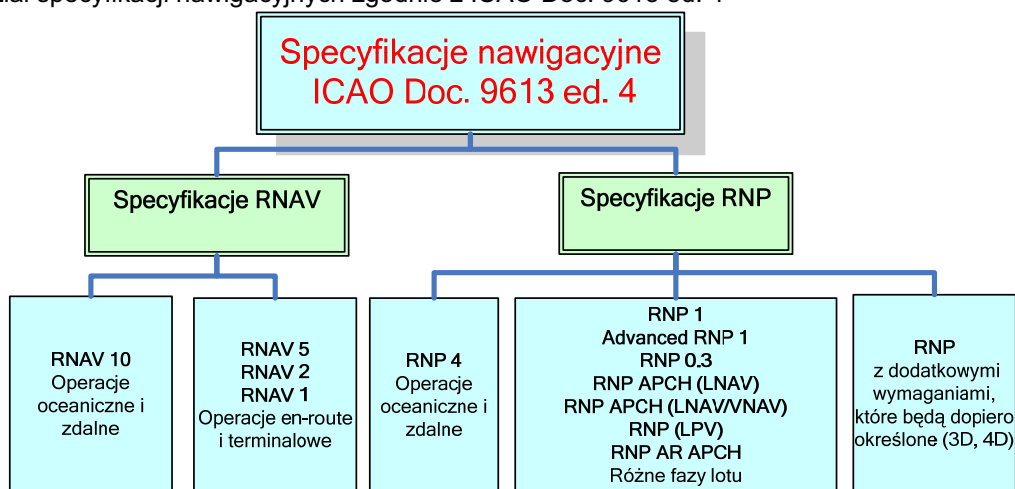 Specyfikacje nawigacyjne
ICAO Doc. 9613 ed. 4
Specyfikacje RNAV
Specyfikacje RNP
RNAV 10
Operacje
oceaniczne i
zdalne
RNAV 5
RNAV 2
RNAV 1
Operacje en-route
i terminalowe
RNP 4
Operacje
oceaniczne i
zdalne
RNP 1
Advanced RNP 1
RNP 0.3
RNP APCH (LNAV)
RNP APCH (LNAV/VNAV)
RNP (LPV)
RNP AR APCH
Różne fazy lotu
RNP
z dodatkowymi
wymaganiami,
które będą dopiero
określone (3D, 4D)